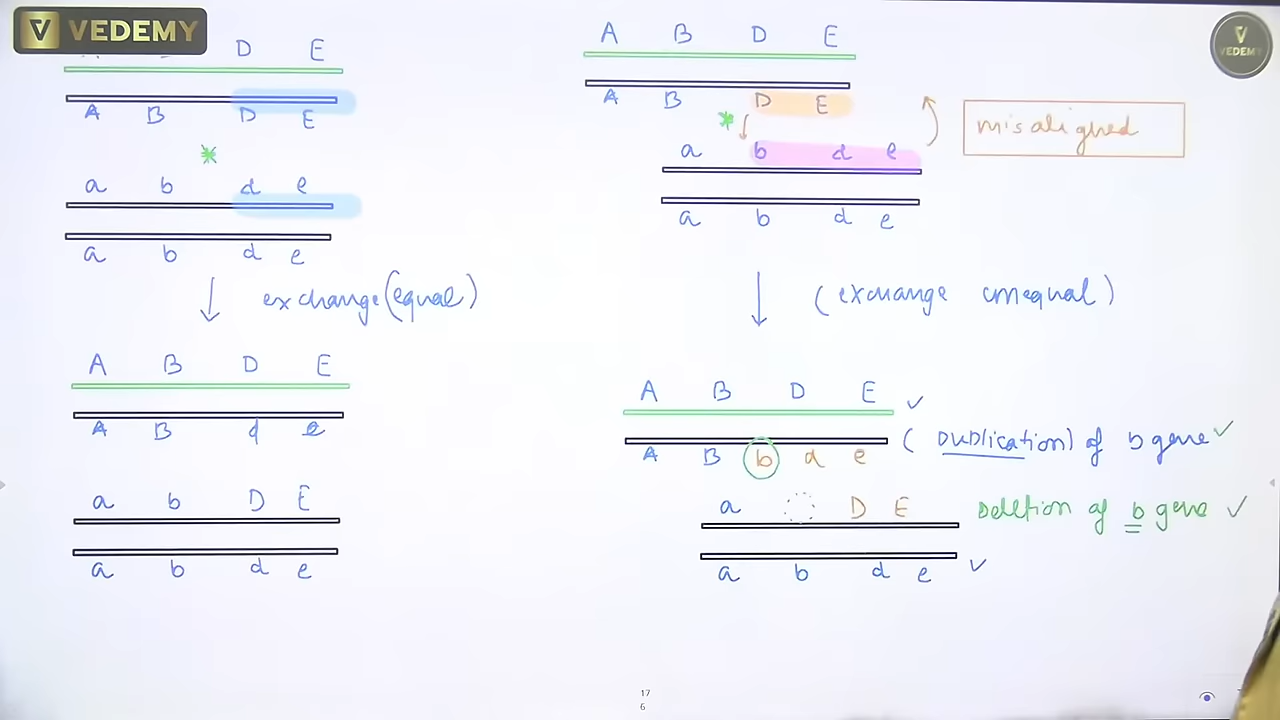 VEDEMY
D E
A B D E
a b d e
a b d e
exchange (equal)
A B D E
A B d e
a b D E
a b d e
A B D E
A B D E
misaligned
a b d e
a b d e
(exchange unequal)
A B D E
A B b d e (Duplication) of b gene
a D E Deletion of b gene
a b d e
V
VEDEMY
17
6